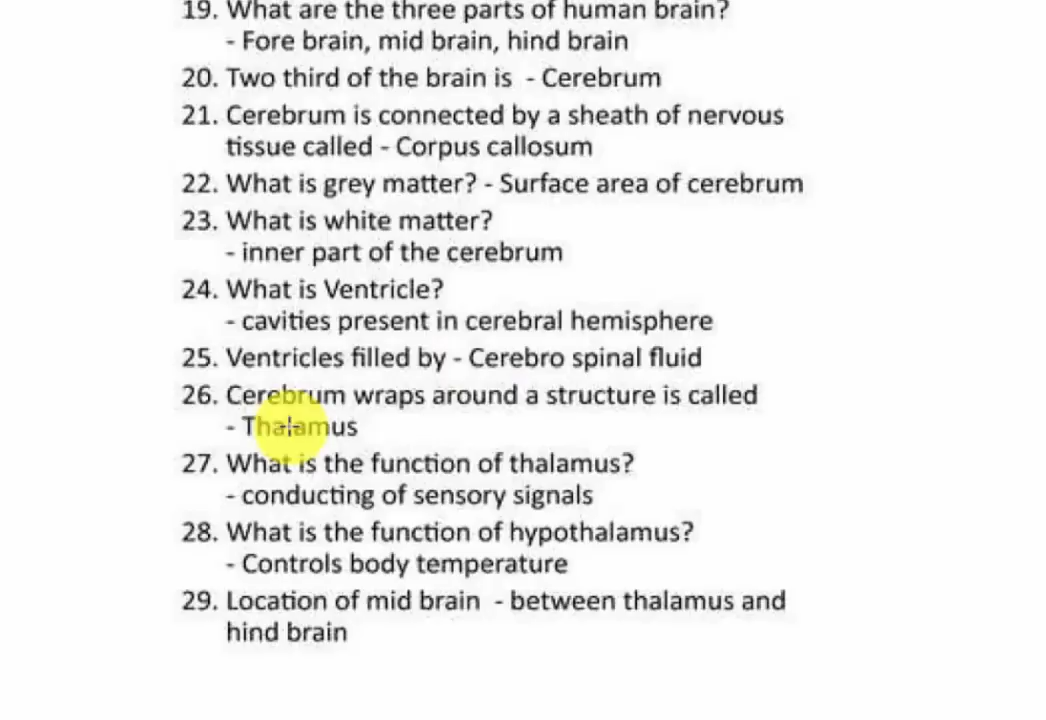 19. What are the three parts of human brain?
- Fore brain, mid brain, hind brain
20. Two third of the brain is - Cerebrum
21. Cerebrum is connected by a sheath of nervous
tissue called - Corpus callosum
22. What is grey matter? - Surface area of cerebrum
23. What is white matter?
- inner part of the cerebrum
24. What is Ventricle?
- cavities present in cerebral hemisphere
25. Ventricles filled by - Cerebro spinal fluid
26. Cerebrum wraps around a structure is called
- Thalamus
27. What is the function of thalamus?
- conducting of sensory signals
28. What is the function of hypothalamus?
- Controls body temperature
29. Location of mid brain - between thalamus and
hind brain